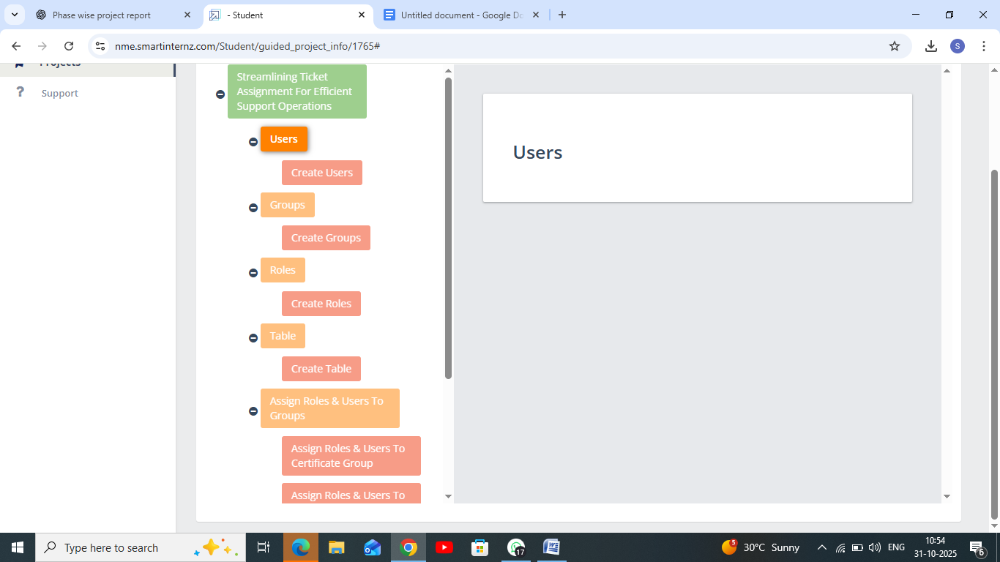 Phase wise project report
- Student
Untitled document - Google Do
nme.smartinternz.com/Student/guided_project_info/1765#
S
Projects
? Support
Streamlining Ticket
Assignment For Efficient
Support Operations
Users
Create Users
Groups
Create Groups
Roles
Create Roles
Table
Create Table
Assign Roles & Users To
Groups
Assign Roles & Users To
Certificate Group
Assign Roles & Users To
Users
Type here to search
17
5
30°C Sunny
ENG
10:54
31-10-2025
6